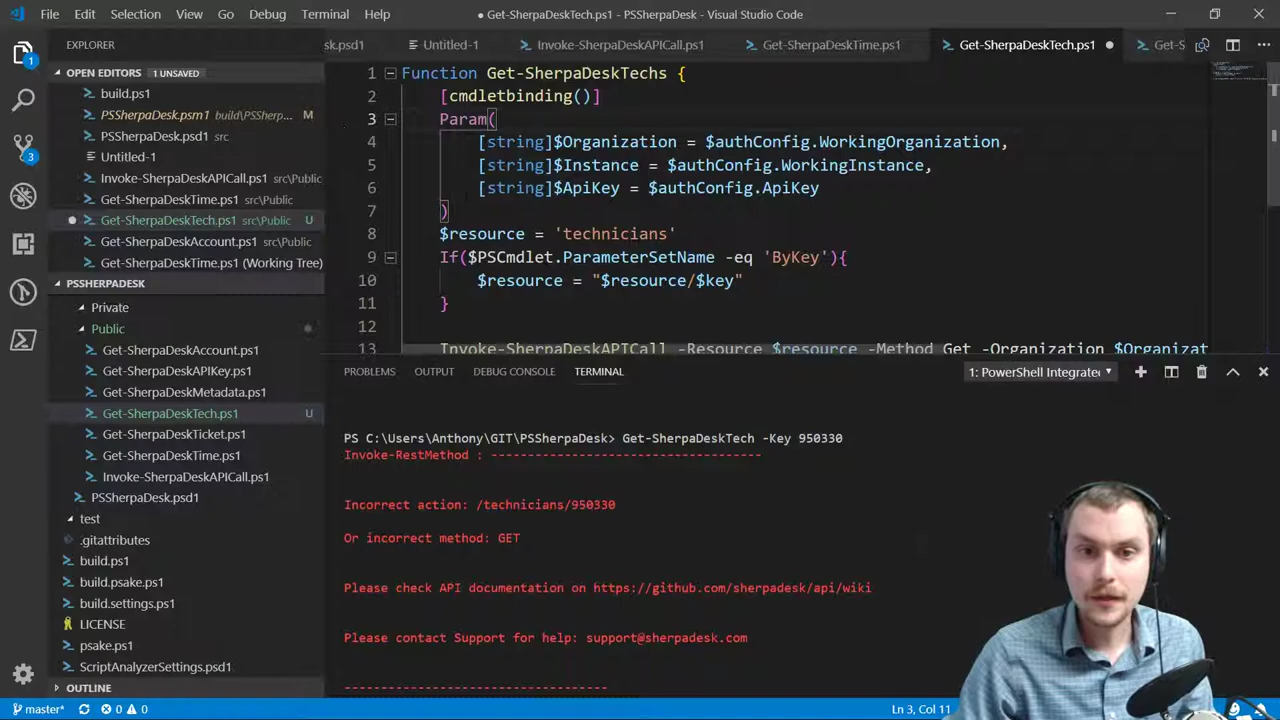 File Edit Selection View Go Debug Terminal Help
● Get-SherpaDeskTech.ps1 - PSSherpaDesk - Visual Studio Code
EXPLORER
sk.psd1 Untitled-1 Invoke-SherpaDeskAPICall.ps1 Get-SherpaDeskTime.ps1 Get-SherpaDeskTech.ps1 Get-S
OPEN EDITORS 1 UNSAVED
build.ps1
PSSherpaDesk.psm1 build\PSSherp... M
PSSherpaDesk.psd1 src
Untitled-1
Invoke-SherpaDeskAPICall.ps1 src\Public
Get-SherpaDeskTime.ps1 src\Public
Get-SherpaDeskTech.ps1 src\Public U
Get-SherpaDeskAccount.ps1 src\Public
Get-SherpaDeskTime.ps1 (Working Tree)
PSSHERPADESK
Private
Public
Get-SherpaDeskAccount.ps1
Get-SherpaDeskAPIKey.ps1
Get-SherpaDeskMetadata.ps1
Get-SherpaDeskTech.ps1 U
Get-SherpaDeskTicket.ps1
Get-SherpaDeskTime.ps1
Invoke-SherpaDeskAPICall.ps1
PSSherpaDesk.psd1
test
.gitattributes
build.ps1
build.psake.ps1
build.settings.ps1
LICENSE
psake.ps1
ScriptAnalyzerSettings.psd1
OUTLINE
1
3
1 Function Get-SherpaDeskTechs {
2 [cmdletbinding()]
3 Param(
4 [string]$Organization = $authConfig.WorkingOrganization,
5 [string]$Instance = $authConfig.WorkingInstance,
6 [string]$ApiKey = $authConfig.ApiKey
7 )
8 $resource = 'technicians'
9 If($PSCmdlet.ParameterSetName -eq 'ByKey'){
10 $resource = "$resource/$key"
11 }
12
13 Invoke-SherpaDeskAPICall -Resource $resource -Method Get -Organization $Organizat
PROBLEMS OUTPUT DEBUG CONSOLE TERMINAL 1: PowerShell Integrate
PS C:\Users\Anthony\GIT\PSSherpaDesk> Get-SherpaDeskTech -Key 950330
Invoke-RestMethod : -----------------------------------
Incorrect action: /technicians/950330
Or incorrect method: GET
Please check API documentation on https://github.com/sherpadesk/api/wiki
Please contact Support for help: support@sherpadesk.com
-----------------------------------
master* 0 0 Ln 3, Col 11